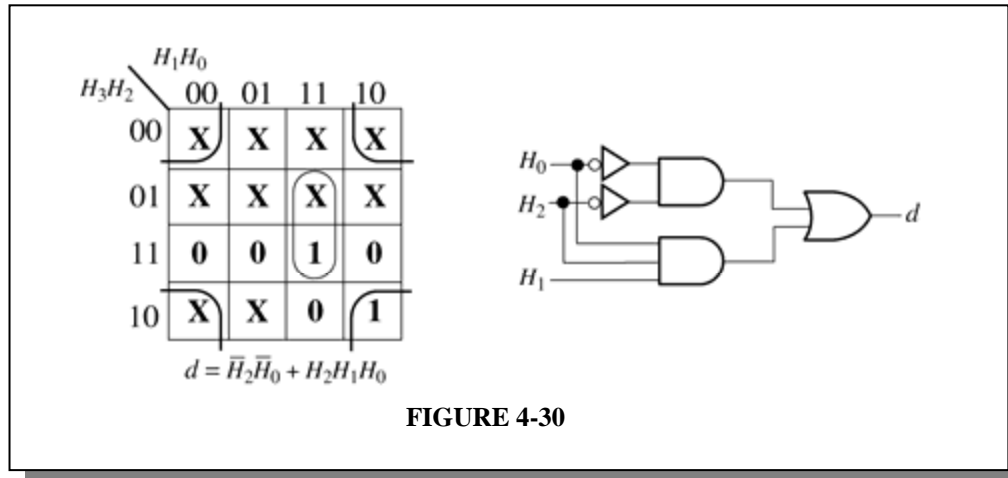 H₁H₀
H₃H₂
00 01 11 10
00 X X X X
01 X X X X
11 0 0 1 0
10 X X 0 1
d = H̅₂H̅₀ + H₂H₁H₀
H₀
H₂
H₁
d
FIGURE 4-30